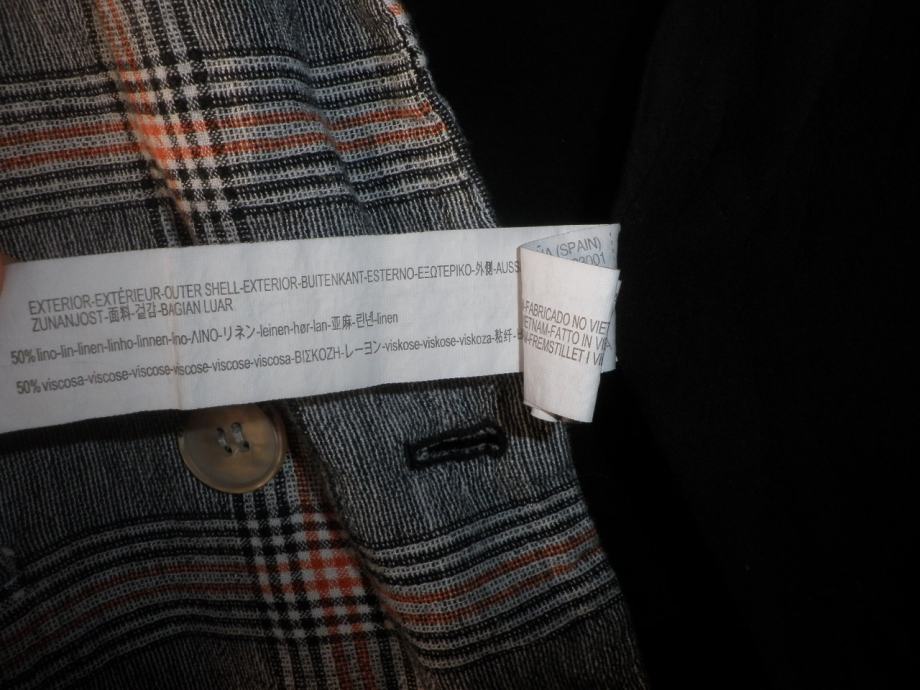 EXTERIOR-EXTÉRIEUR-OUTER SHELL-EXTERIOR-BUITENKANT-ESTERNO-ΕΞΩΤΕΡΙΚΟ-外側-AUSS
ZUNANJOST-面料-겉감-BAGIAN LUAR
50% lino-lin-linen-linho-linnen-lino-ΛΙΝΟ-リネン-leinen-hør-lan-亚麻-린넨-linen
50% viscosa-viscose-viscose-viscose-viscose-viscosa-ΒΙΣΚΟΖΗ-レーヨン-viskose-viskose-viskoza-粘纤-
(SPAIN)
-FABRICADO NO VIET
-FATTO IN
-FREMSTILLET I